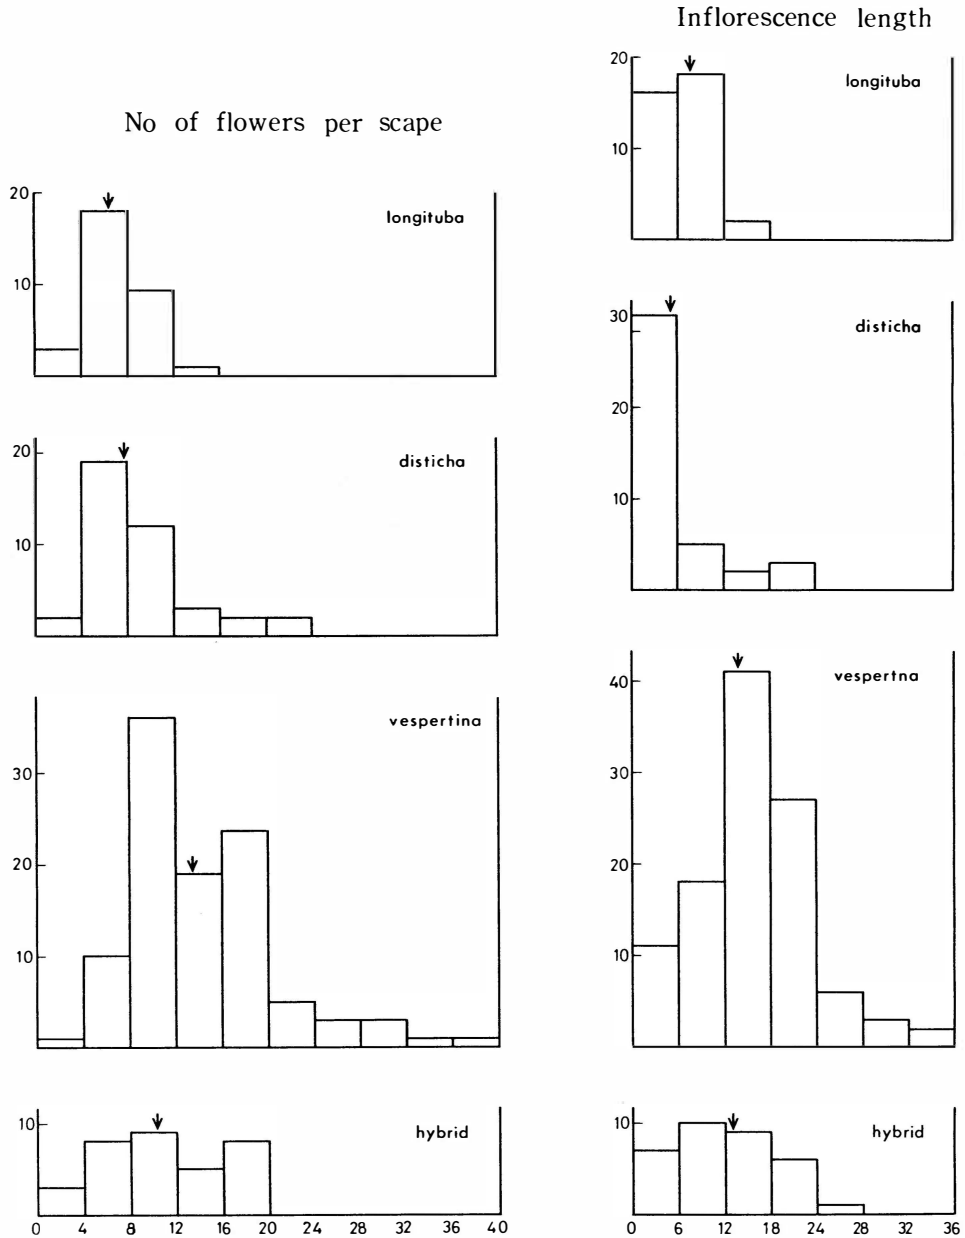 No of flowers per scape
20
10
longituba
20
10
disticha
30
20
10
vespertina
10
hybrid
0 4 8 12 16 20 24 28 32 36 40
Inflorescence length
20
10
longituba
30
20
10
disticha
40
30
20
10
vespertna
10
hybrid
0 6 12 18 24 28 32 36